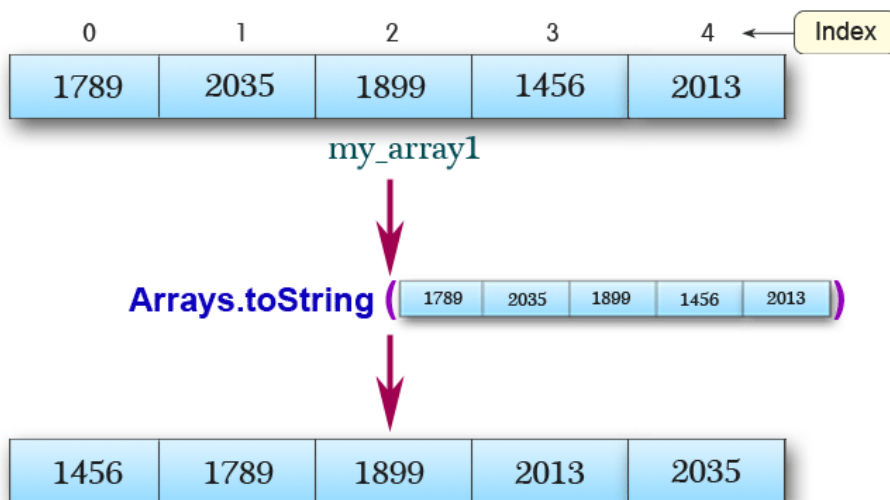 0 1 2 3 4 Index
1789 2035 1899 1456 2013
my_array1
Arrays.toString ( 1789 2035 1899 1456 2013 )
1456 1789 1899 2013 2035